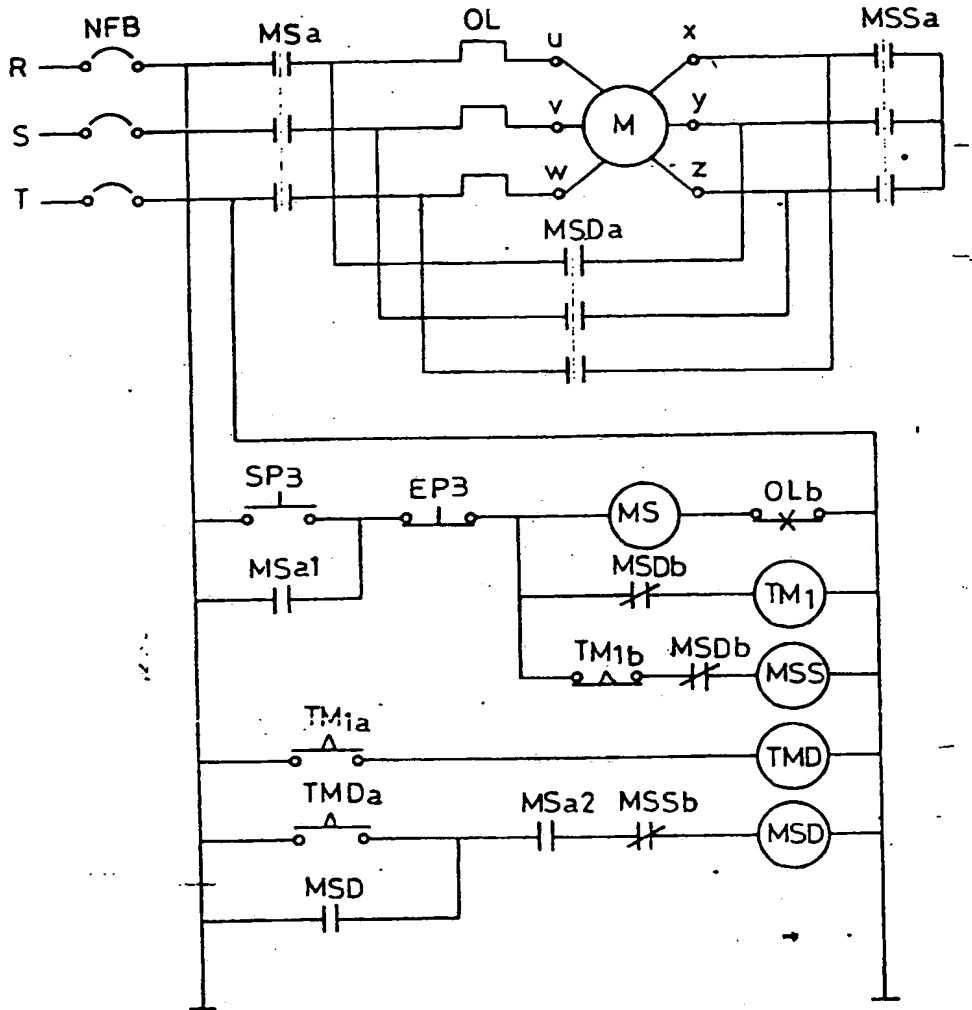 NFB MSa OL u x MSSa
R
S v M y
T w z
MSDa
SP3 EP3 MS OLb
MSa1 MSDb TM1
TM1b MSDb MSS
TM1a TMD
TMDa MSa2 MSSb MSD
MSD